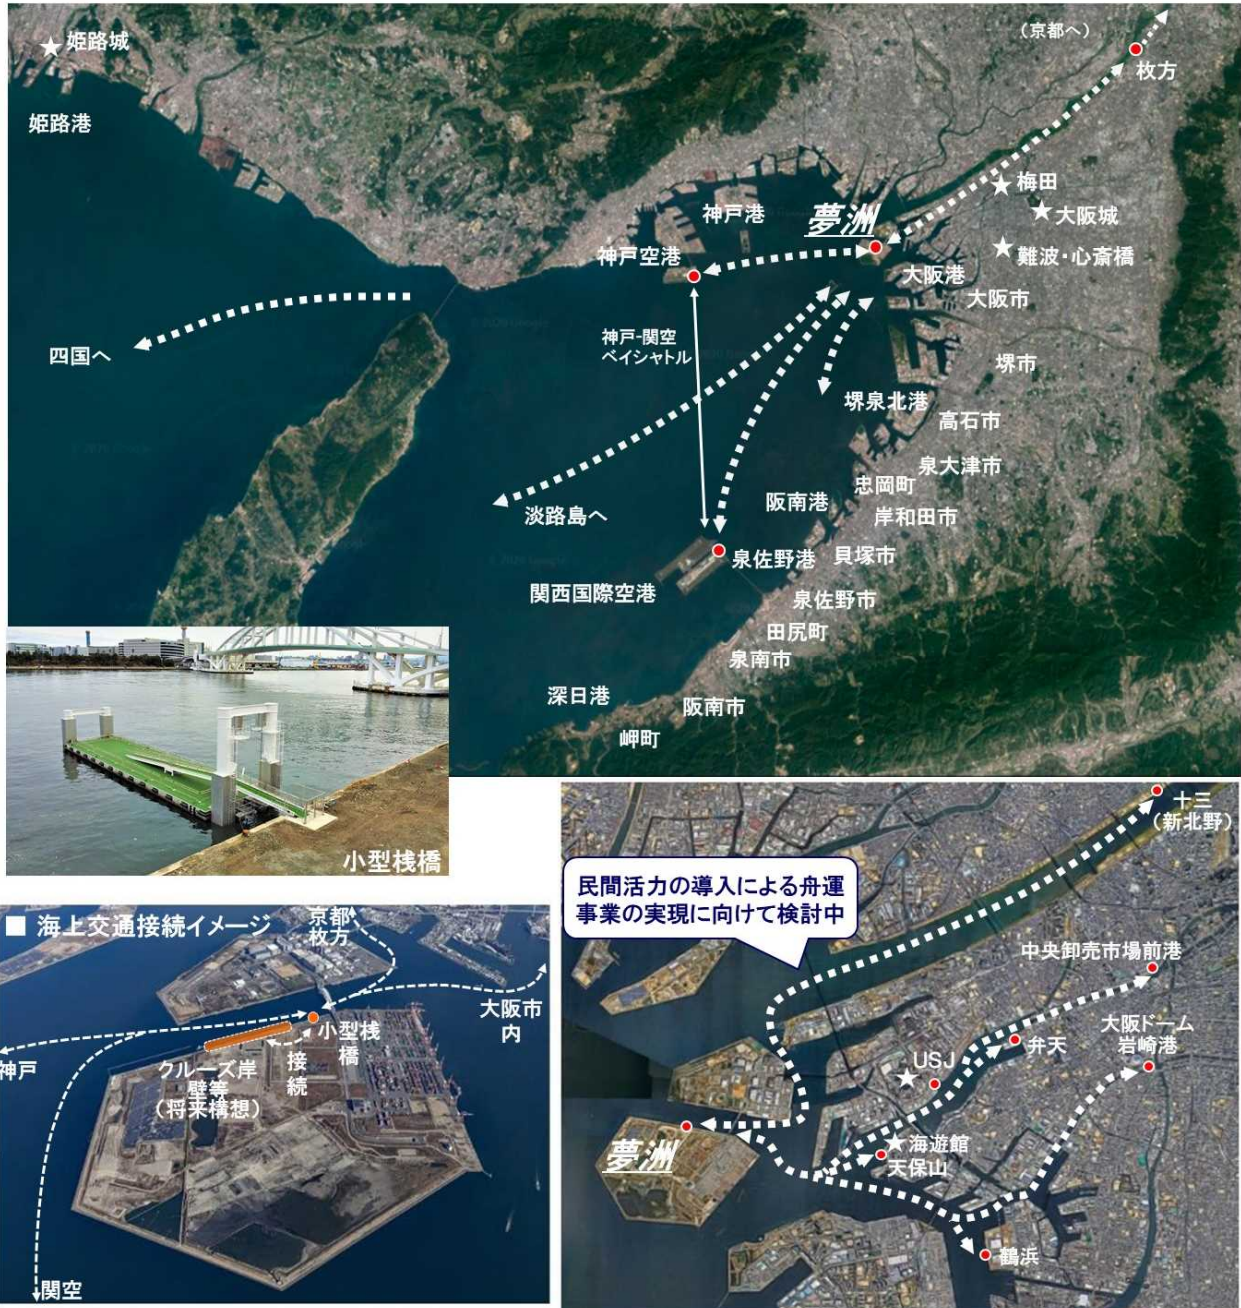 姫路城
(京都へ)
枚方
姫路港
梅田
大阪城
神戸港
夢洲
難波・心斎橋
神戸空港
大阪港
大阪市
四国へ
神戸-関空
ベイシャトル
堺市
堺泉北港
高石市
泉大津市
忠岡町
阪南港
岸和田市
淡路島へ
貝塚市
泉佐野港
関西国際空港
泉佐野市
田尻町
泉南市
深日港
阪南市
岬町
小型桟橋
■ 海上交通接続イメージ
京都
枚方
大阪市
内
小型桟
橋
接
続
神戸
クルーズ岸
壁等
(将来構想)
関空
十三
(新北野)
民間活力の導入による舟運
事業の実現に向けて検討中
中央卸売市場前港
大阪ドーム
岩崎港
弁天
USJ
夢洲
海遊館
天保山
鶴浜